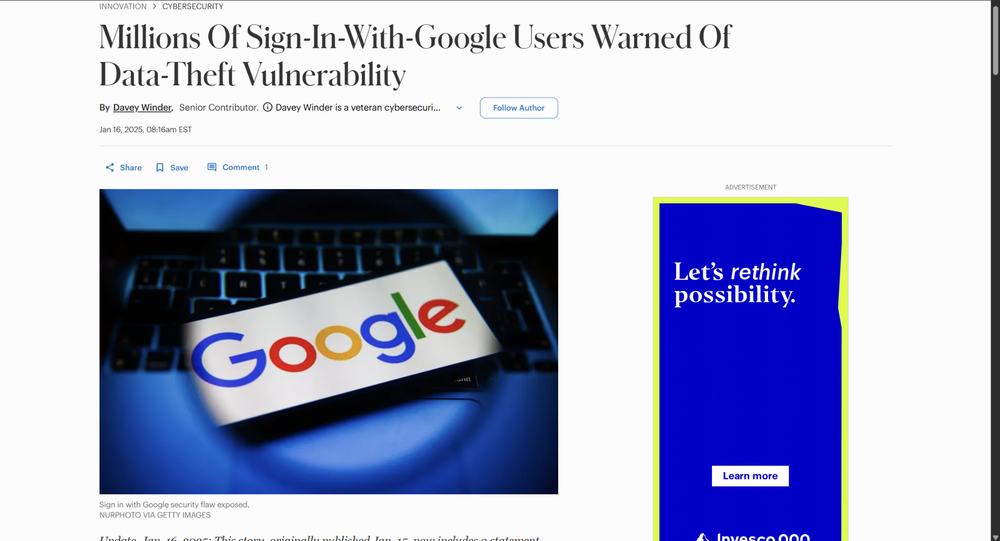 INNOVATION > CYBERSECURITY
Millions Of Sign-In-With-Google Users Warned Of
Data-Theft Vulnerability
By Davey Winder, Senior Contributor. Davey Winder is a veteran cybersecuri...
Follow Author
Jan 16, 2025, 08:16am EST
Share Save Comment 1
Google
Sign in with Google security flaw exposed.
NURPHOTO VIA GETTY IMAGES
Update, Jan. 16, 2025: This story, originally published Jan. 15, now includes a statement
ADVERTISEMENT
Let's rethink
possibility.
Learn more
Invesco QQQ